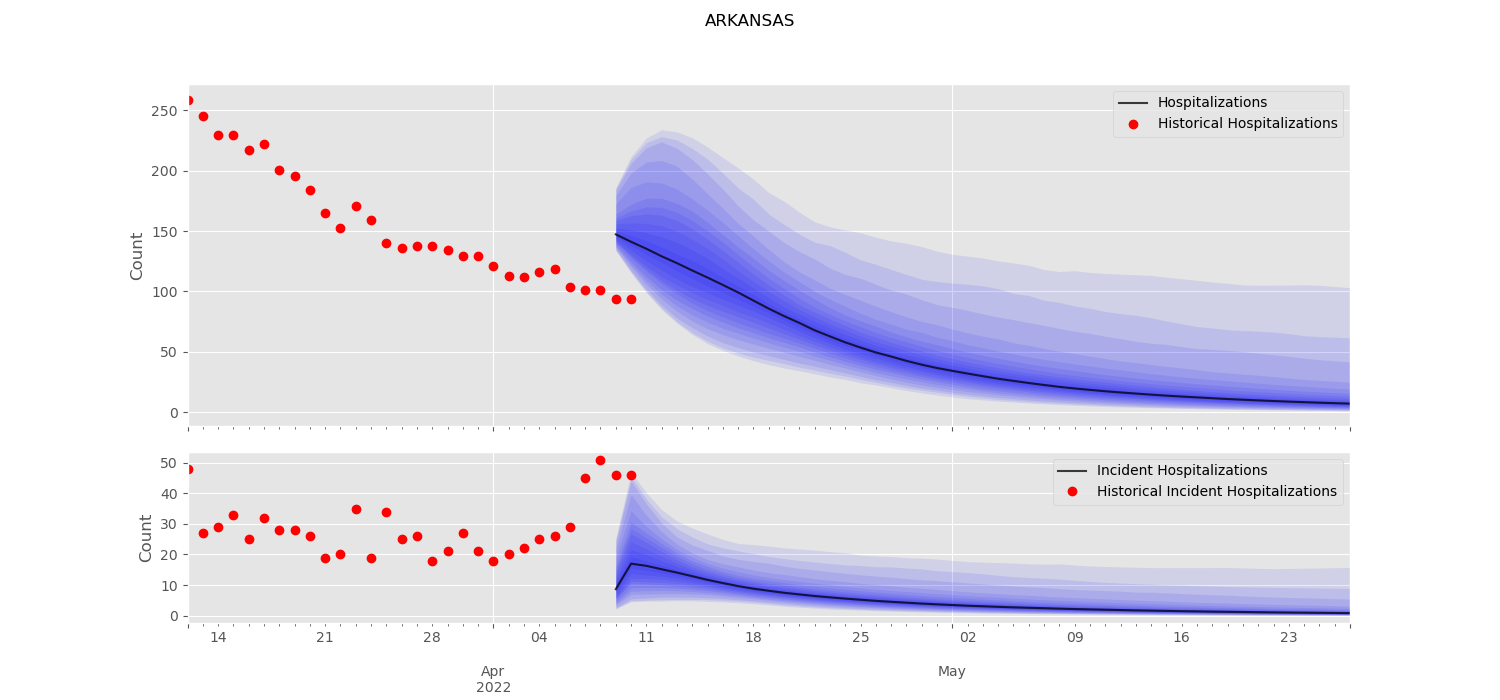 ARKANSAS
250
200
150
100
50
0
Count
Hospitalizations
Historical Hospitalizations
50
40
30
20
10
0
Count
Incident Hospitalizations
Historical Incident Hospitalizations
14 21 28 04 11 18 25 02 09 16 23
Apr May
2022